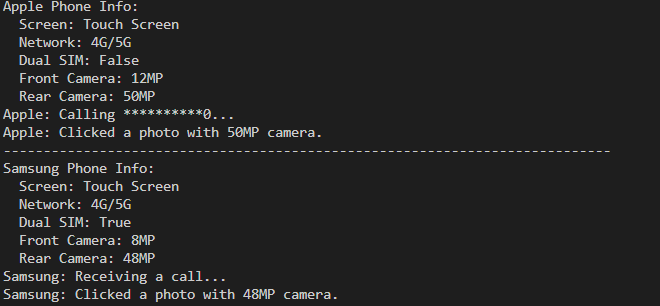 Apple Phone Info:
  Screen: Touch Screen
  Network: 4G/5G
  Dual SIM: False
  Front Camera: 12MP
  Rear Camera: 50MP
Apple: Calling **********0...
Apple: Clicked a photo with 50MP camera.
----------------------------------------------------------------------------
Samsung Phone Info:
  Screen: Touch Screen
  Network: 4G/5G
  Dual SIM: True
  Front Camera: 8MP
  Rear Camera: 48MP
Samsung: Receiving a call...
Samsung: Clicked a photo with 48MP camera.